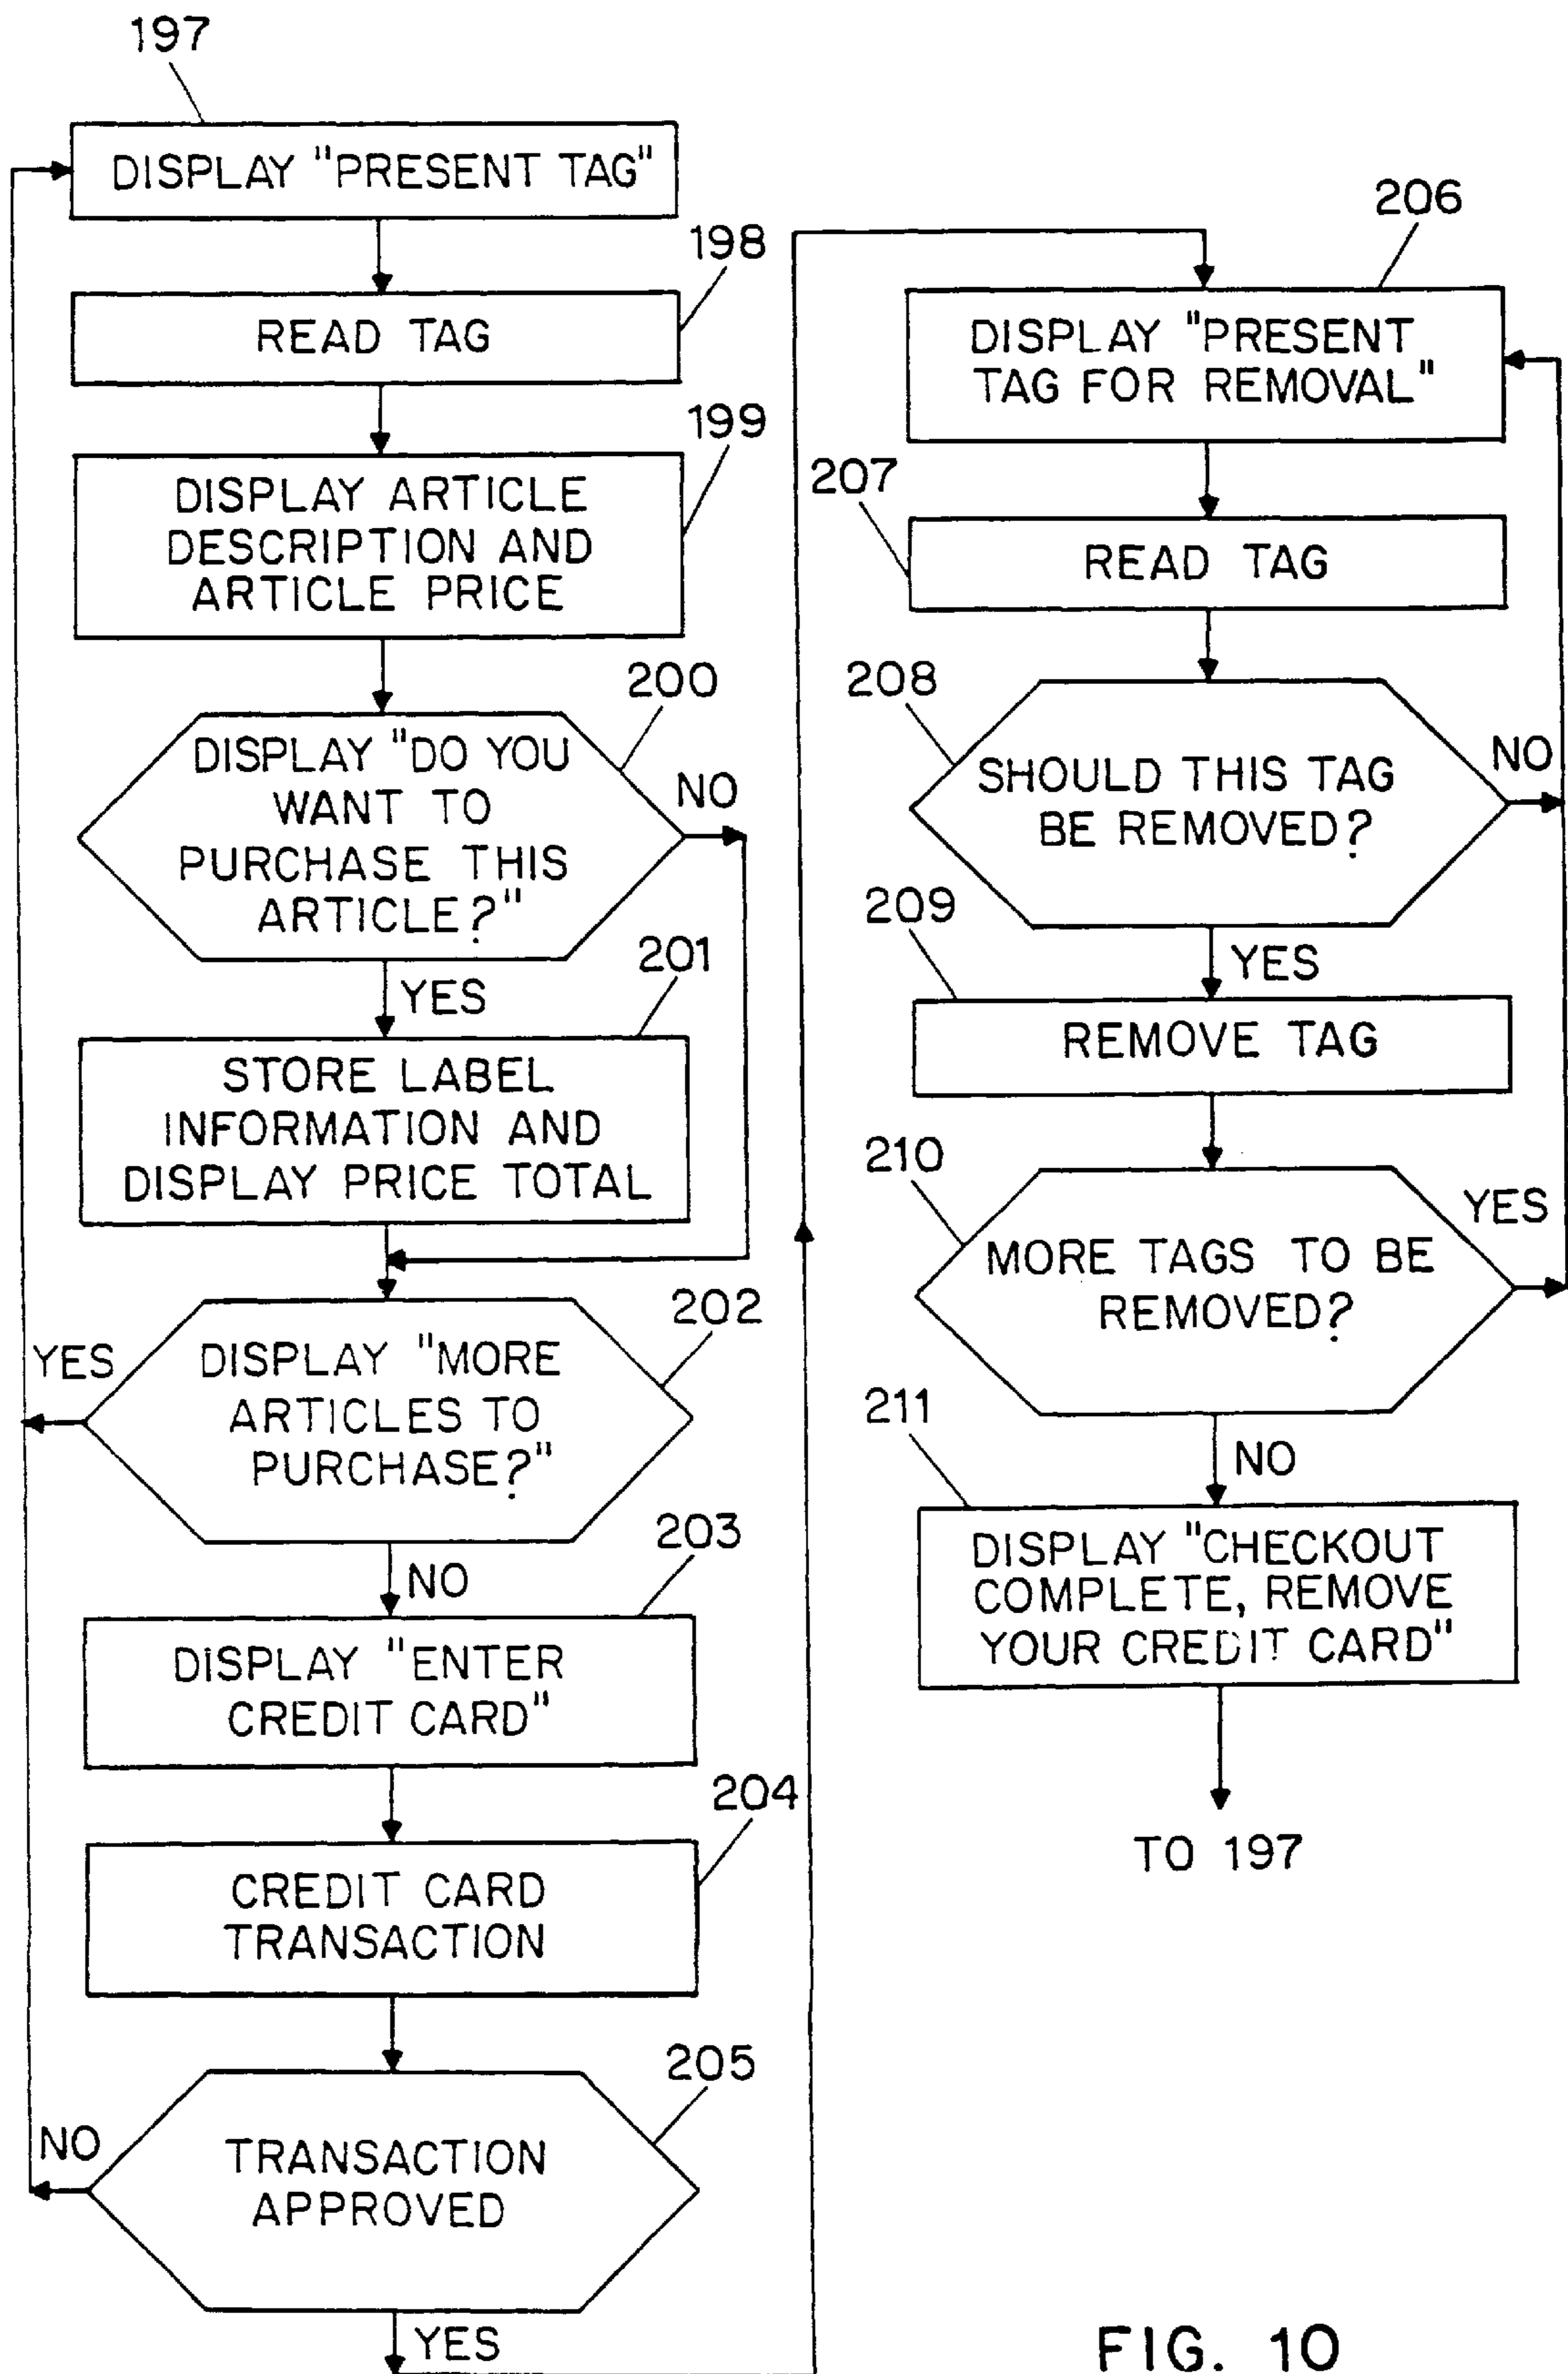 197
DISPLAY "PRESENT TAG"
198
READ TAG
199
DISPLAY ARTICLE
DESCRIPTION AND
ARTICLE PRICE
200
DISPLAY "DO YOU
WANT TO
PURCHASE THIS
ARTICLE?"
NO
YES
201
STORE LABEL
INFORMATION AND
DISPLAY PRICE TOTAL
202
YES
DISPLAY "MORE
ARTICLES TO
PURCHASE?"
NO
203
DISPLAY "ENTER
CREDIT CARD"
204
CREDIT CARD
TRANSACTION
205
NO
TRANSACTION
APPROVED
YES
206
DISPLAY "PRESENT
TAG FOR REMOVAL"
207
READ TAG
208
SHOULD THIS TAG
BE REMOVED?
NO
YES
209
REMOVE TAG
210
MORE TAGS TO BE
REMOVED?
YES
NO
211
DISPLAY "CHECKOUT
COMPLETE, REMOVE
YOUR CREDIT CARD"
TO 197
FIG. 10